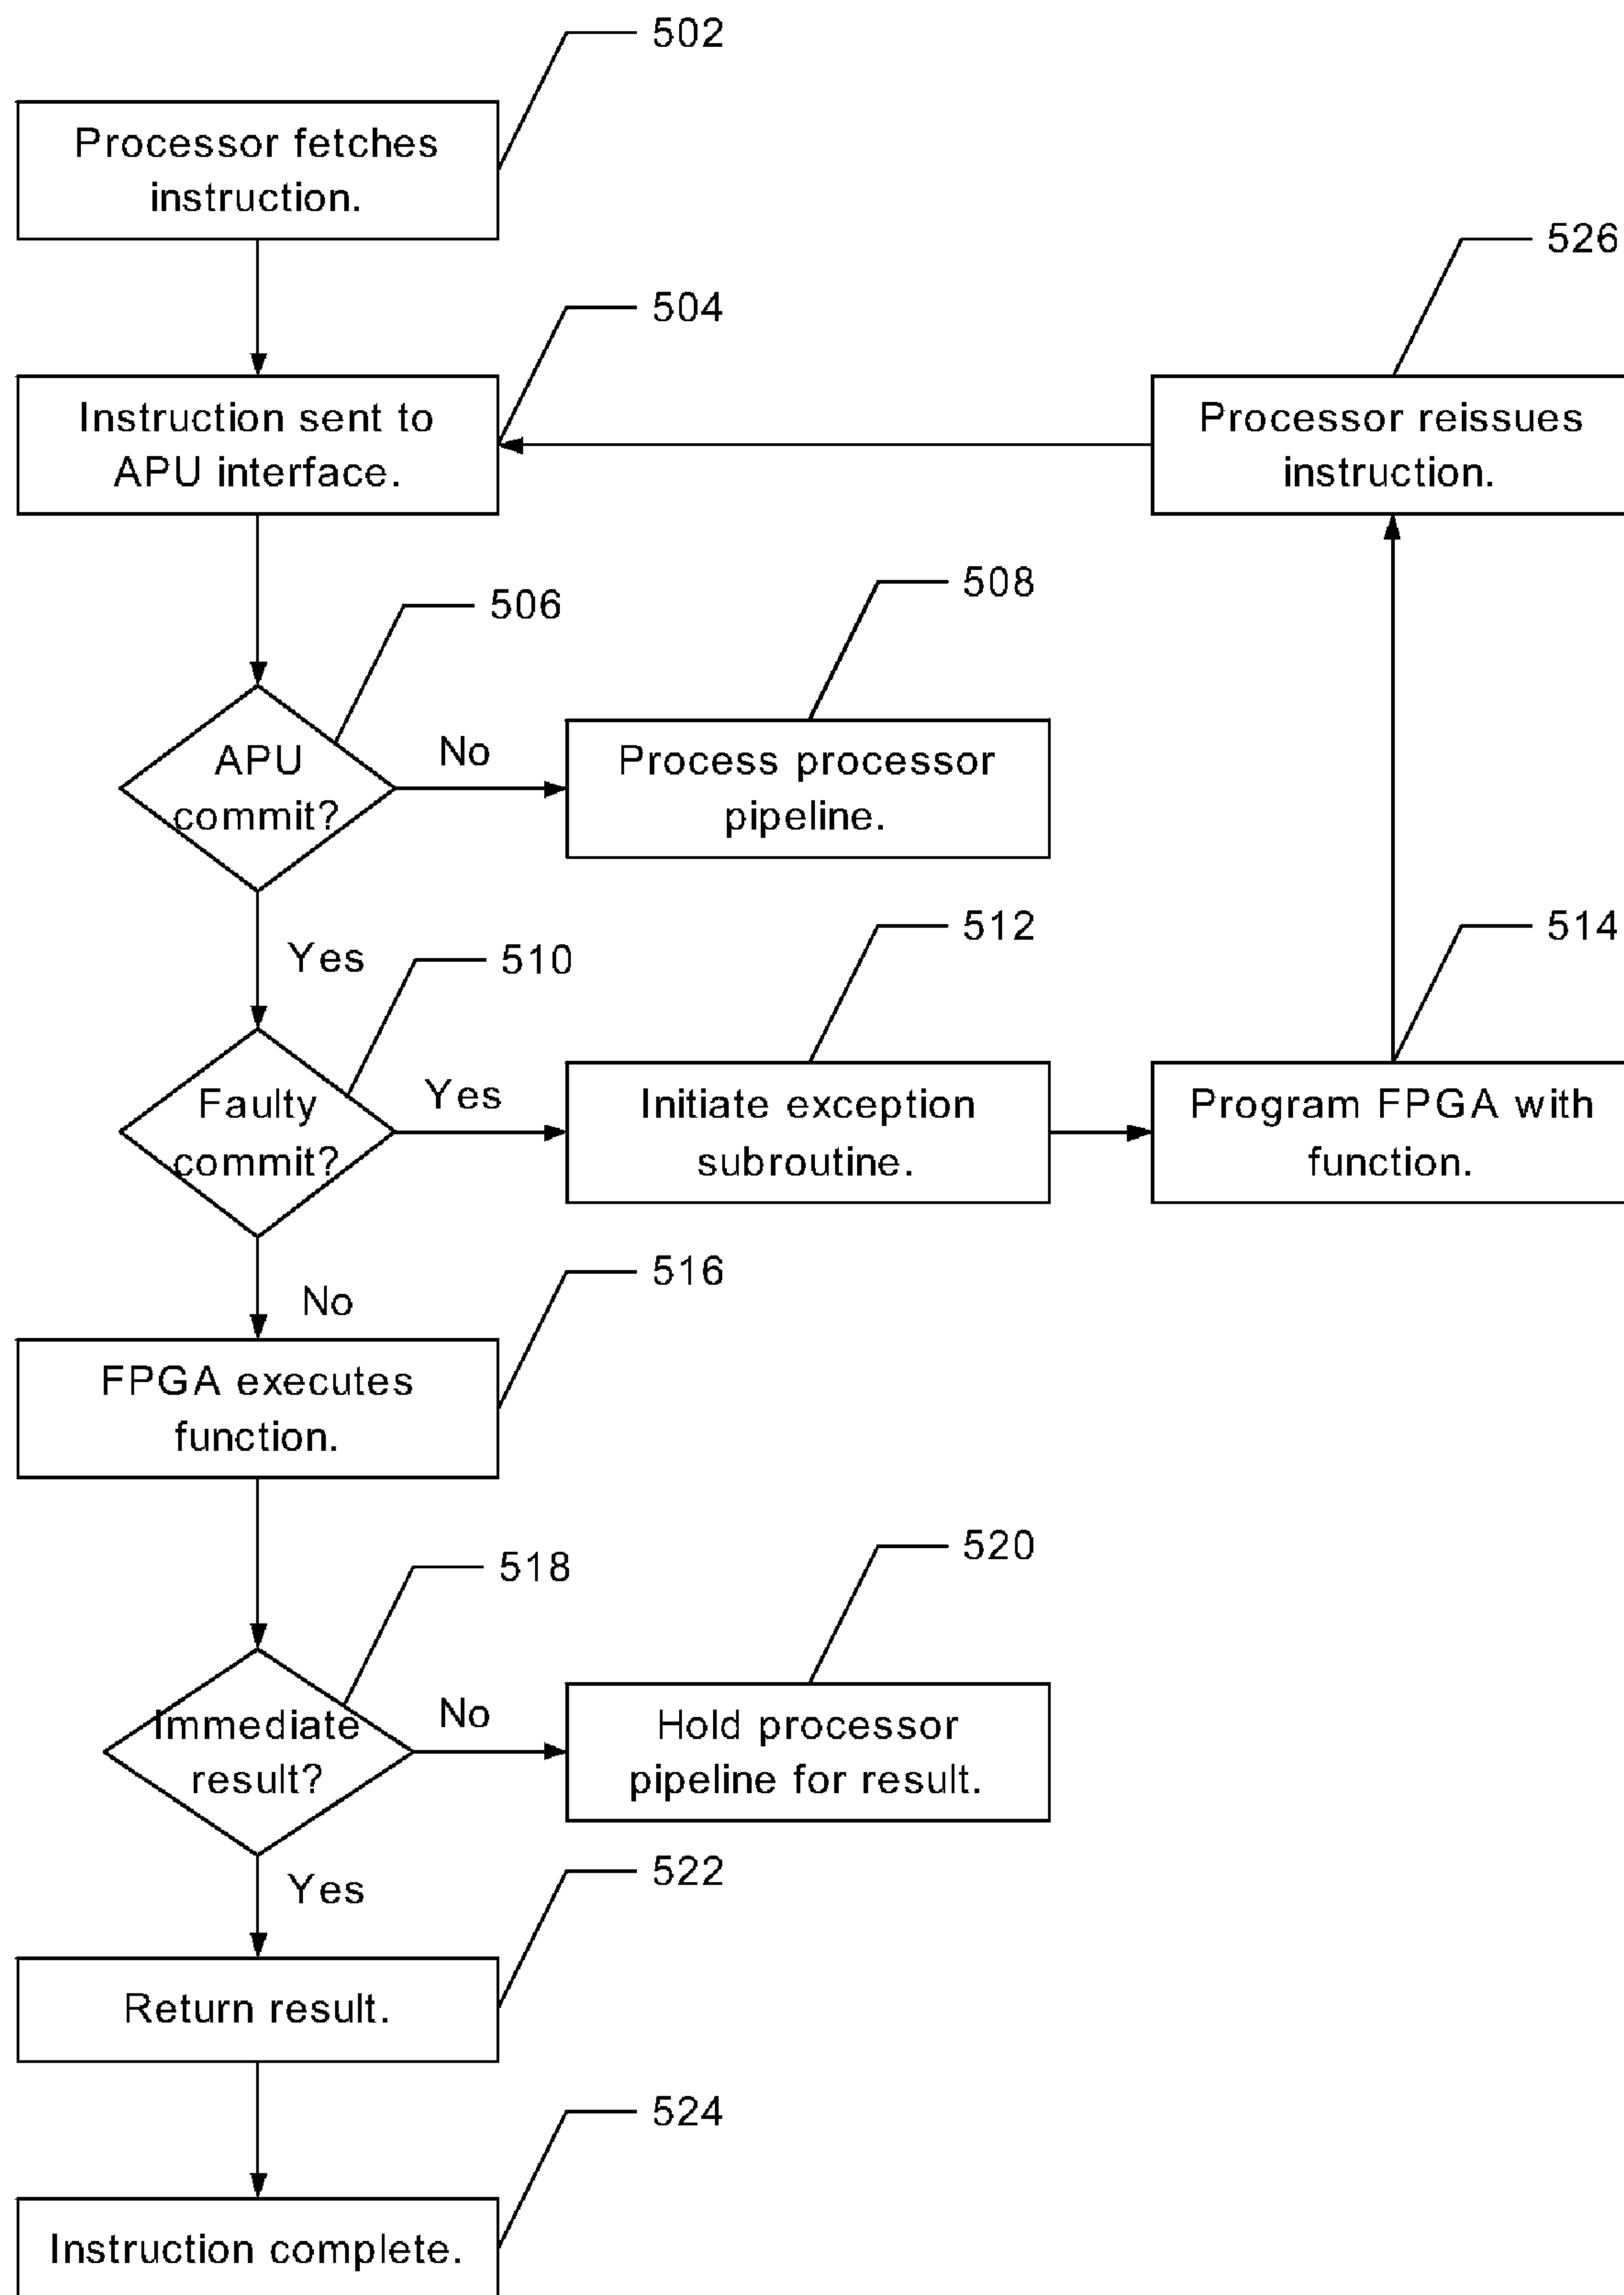 502
Processor fetches
instruction.
526
504
Instruction sent to
APU interface.
Processor reissues
instruction.
508
506
APU
commit?
No
Process processor
pipeline.
512
514
Yes
510
Faulty
commit?
Yes
Initiate exception
subroutine.
Program FPGA with
function.
516
No
FPGA executes
function.
520
518
Immediate
result?
No
Hold processor
pipeline for result.
522
Yes
Return result.
524
Instruction complete.